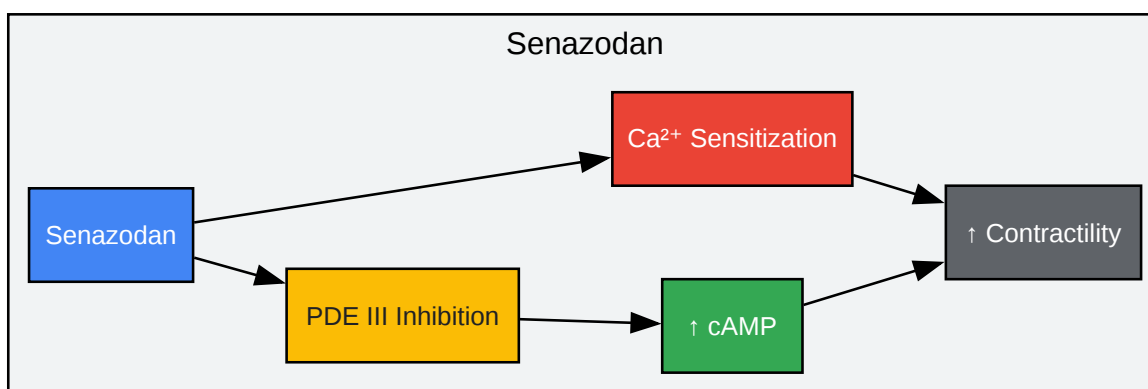 Senazodan
Ca²⁺ Sensitization
Senazodan
↑ Contractility
PDE III Inhibition
↑ cAMP